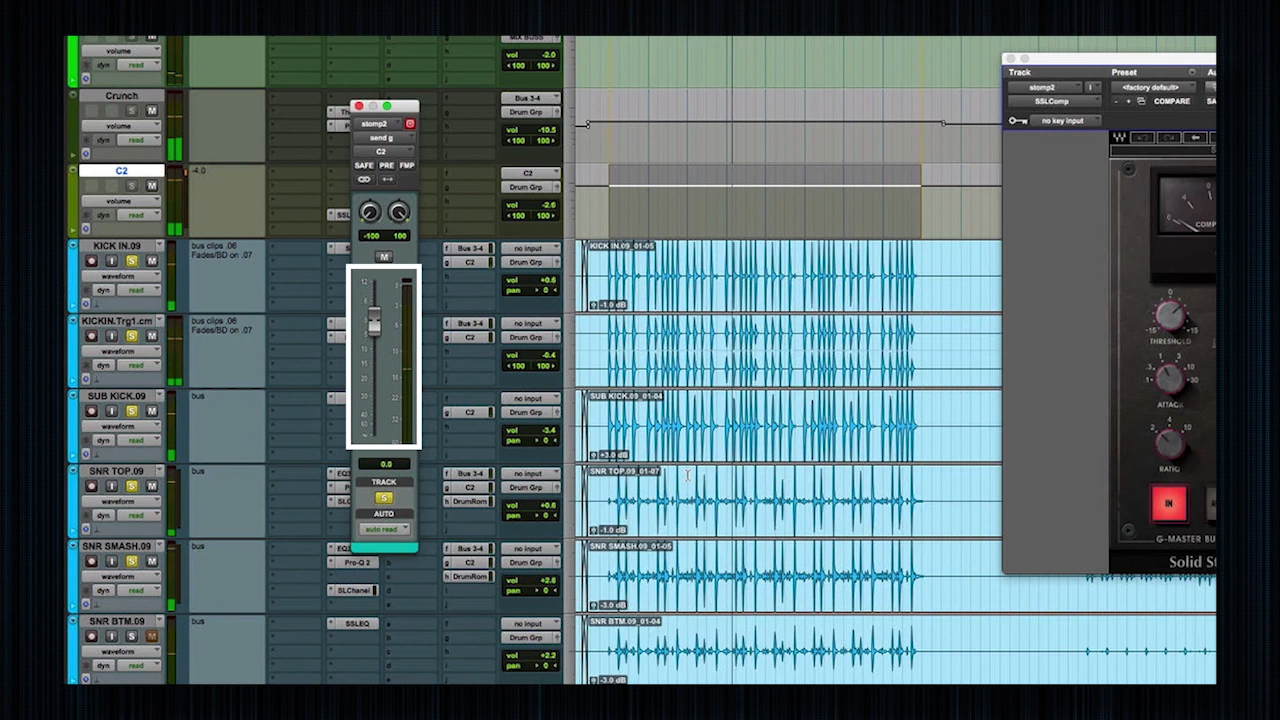 volume
dyn read
vol -2.0
‹100 100›
Crunch
S M
volume
dyn read
Bus 3-4
Drum Grp
vol -10.5
‹100 100›
C2
S M
volume
dyn read
-4.0
C2
Drum Grp
vol -2.6
‹100 100›
stomp2
send g
C2
SAFE PRE FMP
-100 100
M
12
0.0
TRACK
S
AUTO
auto read
KICK IN.09
I S M
waveform
dyn read
bus clips .06
Fades/BD on .07
f Bus 3-4
g C2
no input
Drum Grp
vol +0.6
pan › 0 ‹
KICK IN.09_01-05
-1.0 dB
KICKIN.Trg1.cm
I S M
waveform
dyn read
bus clips .06
Fades/BD on .07
f Bus 3-4
g C2
no input
Drum Grp
vol -0.4
‹100 100›
SUB KICK.09
I S M
waveform
dyn read
bus
g C2
no input
Drum Grp
vol -3.4
pan › 0 ‹
SUB KICK.09_01-04
+3.0 dB
SNR TOP.09
I S M
waveform
dyn read
bus
f Bus 3-4
g C2
h DrumRom
no input
Drum Grp
vol +0.6
pan › 0 ‹
SNR TOP.09_01-07
-1.0 dB
SNR SMASH.09
I S M
waveform
dyn read
bus
Pro-Q 2
SLChanel
f Bus 3-4
g C2
h DrumRom
no input
Drum Grp
vol +2.6
pan › 0 ‹
SNR SMASH.09_01-05
-3.0 dB
SNR BTM.09
I S M
waveform
dyn read
bus
SSLEQ
no input
Drum Grp
vol +2.2
pan › 0 ‹
SNR BTM.09_01-04
-3.0 dB
Track Preset
stomp2 i <factory default>
SSLComp - + COMPARE
no key input
THRESHOLD
ATTACK
RATIO
IN
G-MASTER BU
Solid St